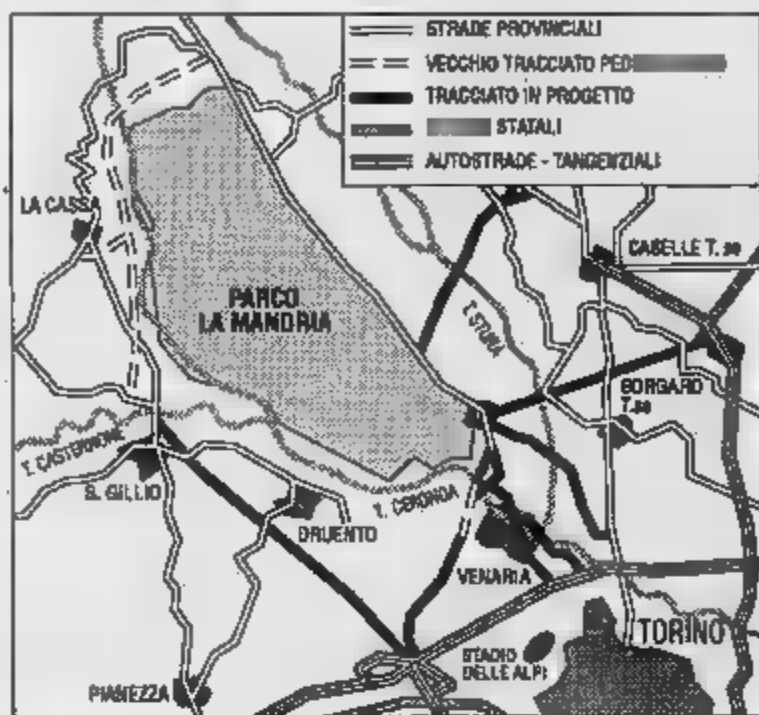 STRADE PROVINCIALI
VECCHIO TRACCIATO
TRACCIATO IN PROGETTO
STATALI
AUTOSTRADE - TANGENZIALI
LA CASSA
CASELLE T.se
PARCO
LA MANDRIA
T. STURA
BORGARO
T.se
T. CASTERNONE
S. GILLIO
DRUENTO
T. CERONDA
VENARIA
TORINO
STADIO
DELLE ALPI
PIANEZZA